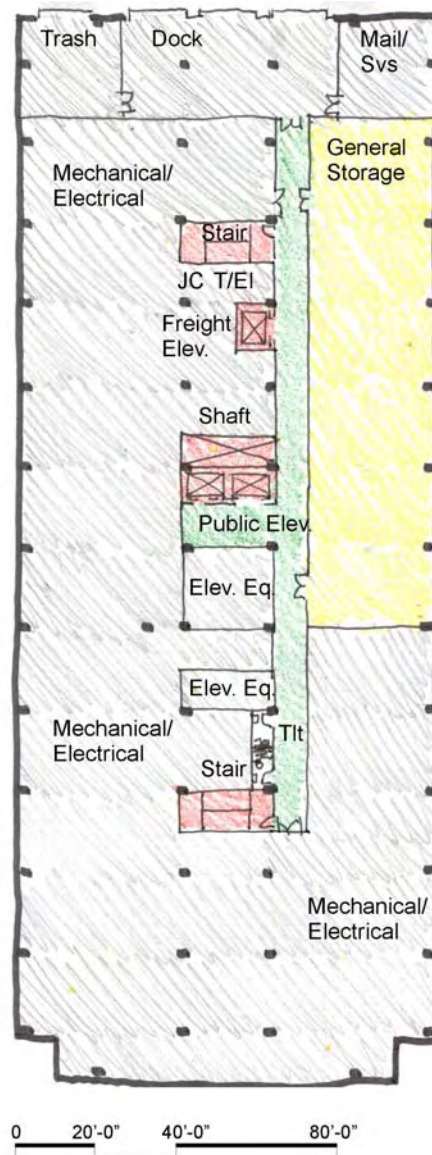 Trash
Dock
Mail/
Svs
Mechanical/
Electrical
General
Storage
Stair
JC T/El
Freight
Elev.
Shaft
Public Elev.
Elev. Eq.
Elev. Eq.
Mechanical/
Electrical
Tlt
Stair
Mechanical/
Electrical
0 20'-0" 40'-0" 80'-0"